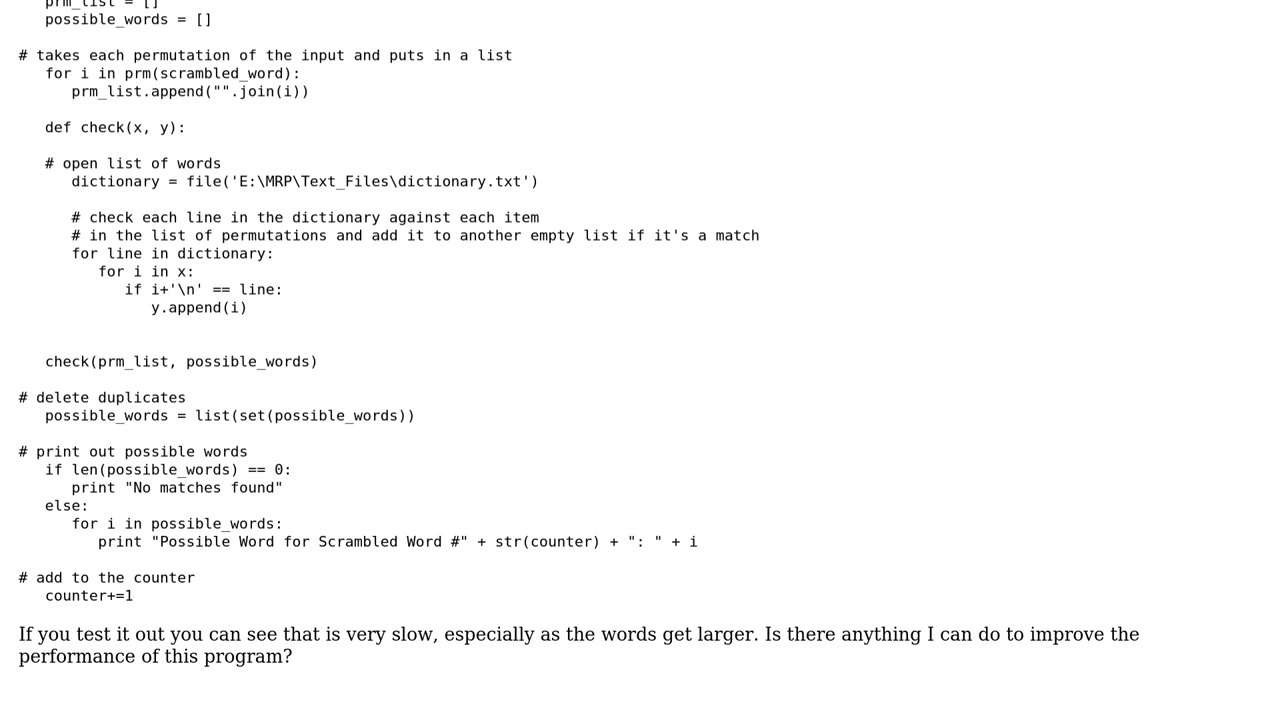 prm_list = []
possible_words = []
# takes each permutation of the input and puts in a list
for i in prm(scrambled_word):
prm_list.append("".join(i))
def check(x, y):
# open list of words
dictionary = file('E:\MRP\Text_Files\dictionary.txt')
# check each line in the dictionary against each item
# in the list of permutations and add it to another empty list if it's a match
for line in dictionary:
for i in x:
if i+'\n' == line:
y.append(i)
check(prm_list, possible_words)
# delete duplicates
possible_words = list(set(possible_words))
# print out possible words
if len(possible_words) == 0:
print "No matches found"
else:
for i in possible_words:
print "Possible Word for Scrambled Word #" + str(counter) + ": " + i
# add to the counter
counter+=1
If you test it out you can see that is very slow, especially as the words get larger. Is there anything I can do to improve the
performance of this program?